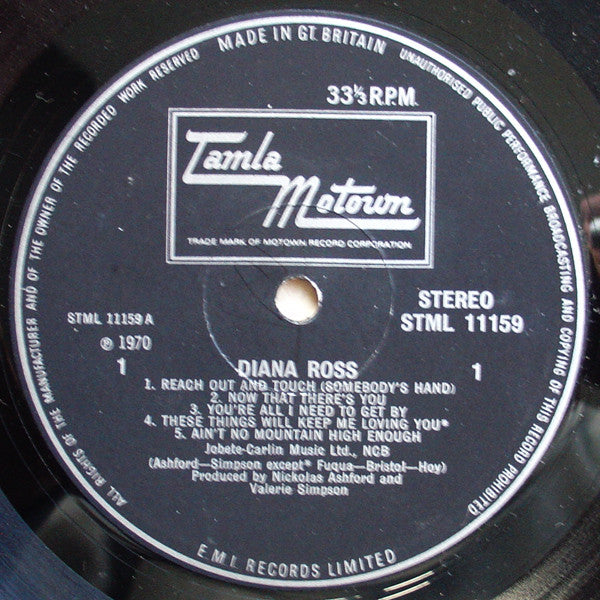 MADE IN GT. BRITAIN
UNAUTHORISED PUBLIC PERFORMANCE BROADCASTING AND COPYING OF THIS RECORD PROHIBITED
ALL RIGHTS OF THE MANUFACTURER AND OF THE OWNER OF THE RECORDED WORK RESERVED
33⅓ R.P.M.
Tamla
Motown
TRADE MARK OF MOTOWN RECORD CORPORATION
STML 11159 A
℗ 1970
1
STEREO
STML 11159
1
DIANA ROSS
1. REACH OUT AND TOUCH (SOMEBODY'S HAND)
2. NOW THAT THERE'S YOU
3. YOU'RE ALL I NEED TO GET BY
4. THESE THINGS WILL KEEP ME LOVING YOU*
5. AIN'T NO MOUNTAIN HIGH ENOUGH
Jobete-Carlin Music Ltd., NCB
(Ashford—Simpson except* Fuqua—Bristol—Hoy)
Produced by Nickolas Ashford and
Valerie Simpson
E.M.I. RECORDS LIMITED